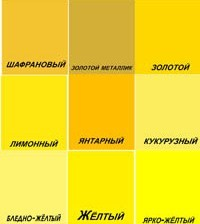 ШАФРАНОВЫЙ
ЗОЛОТОЙ МЕТАЛЛИК
ЗОЛОТОЙ
ЛИМОННЫЙ
ЯНТАРНЫЙ
КУКУРУЗНЫЙ
БЛЕДНО-ЖЁЛТЫЙ
ЖЁЛТЫЙ
ЯРКО-ЖЁЛТЫЙ